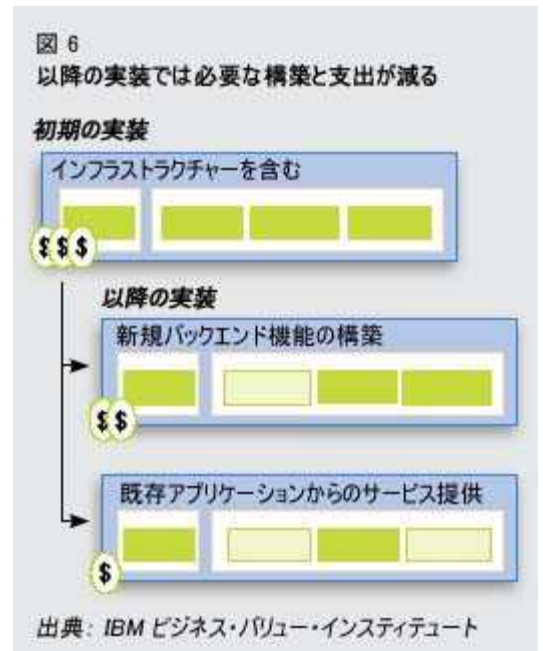 図 6
以降の実装では必要な構築と支出が減る
初期の実装
インフラストラクチャーを含む
$ $ $
以降の実装
新規バックエンド機能の構築
$ $
既存アプリケーションからのサービス提供
$
出典: IBM ビジネス・バリュー・インスティテュート